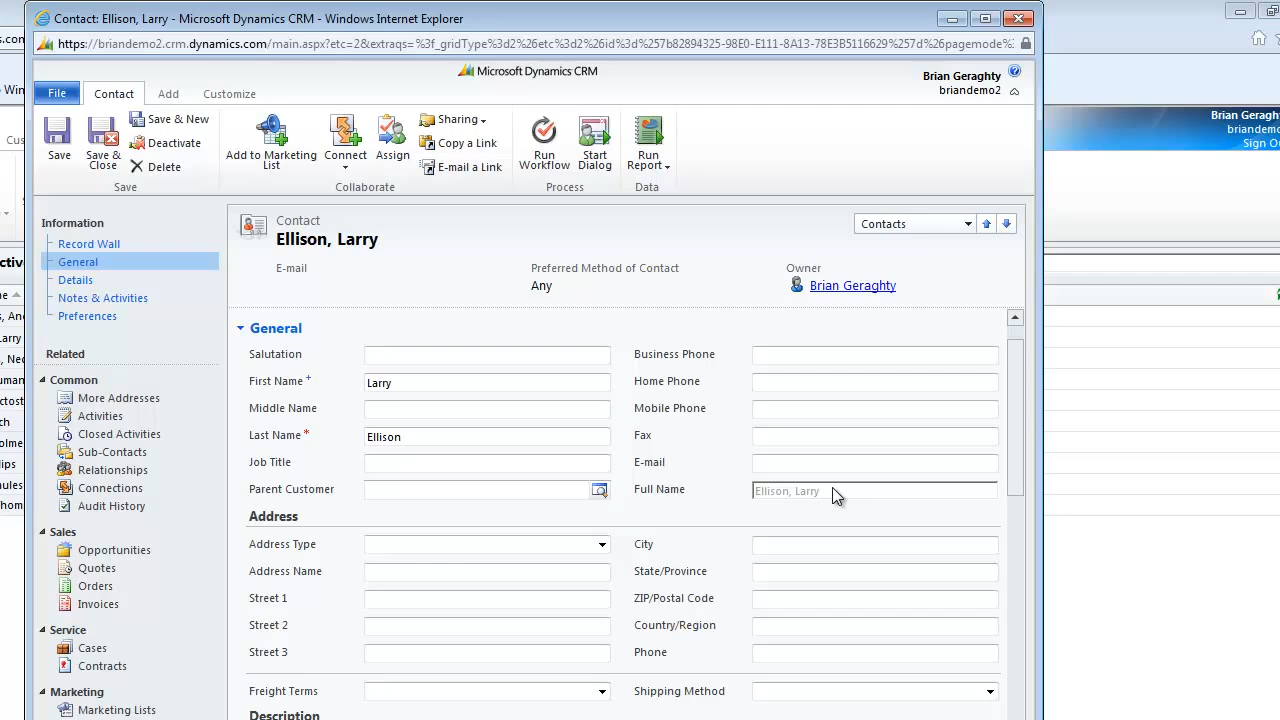 Contact: Ellison, Larry - Microsoft Dynamics CRM - Windows Internet Explorer
https://briandemo2.crm.dynamics.com/main.aspx?etc=2&extraqs=%3f_gridType%3d2%26etc%3d2%26id%3d%257b82894325-98E0-E111-8A13-78E3B5116629%257d%26pagemode%
Microsoft Dynamics CRM
Brian Geraghty
briandemo2
File Contact Add Customize
Save
Save & Close
Save & New
Deactivate
Delete
Save
Add to Marketing List
Connect
Assign
Sharing
Copy a Link
E-mail a Link
Collaborate
Run Workflow
Start Dialog
Process
Run Report
Data
Brian Geraghty
briandemo2
Information
Record Wall
General
Details
Notes & Activities
Preferences
Related
Common
More Addresses
Activities
Closed Activities
Sub-Contacts
Relationships
Connections
Audit History
Sales
Opportunities
Quotes
Orders
Invoices
Service
Cases
Contracts
Marketing
Marketing Lists
Contact
Ellison, Larry
Contacts
E-mail
Preferred Method of Contact
Any
Owner
Brian Geraghty
General
Salutation
Business Phone
First Name + Larry
Home Phone
Middle Name
Mobile Phone
Last Name * Ellison
Fax
Job Title
E-mail
Parent Customer
Full Name Ellison, Larry
Address
Address Type
City
Address Name
State/Province
Street 1
ZIP/Postal Code
Street 2
Country/Region
Street 3
Phone
Freight Terms
Shipping Method
Description